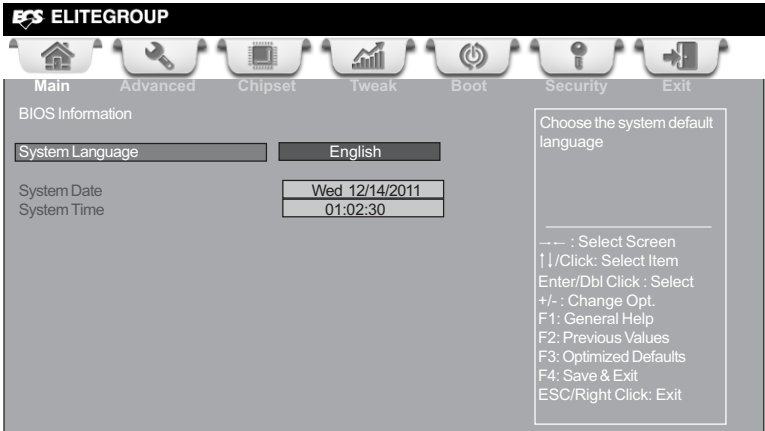 ECS ELITEGROUP
Main Advanced Chipset Tweak Boot Security Exit
BIOS Information
System Language English
System Date Wed 12/14/2011
System Time 01:02:30
Choose the system default
language
→← : Select Screen
↑↓/Click: Select Item
Enter/Dbl Click : Select
+/- : Change Opt.
F1: General Help
F2: Previous Values
F3: Optimized Defaults
F4: Save & Exit
ESC/Right Click: Exit